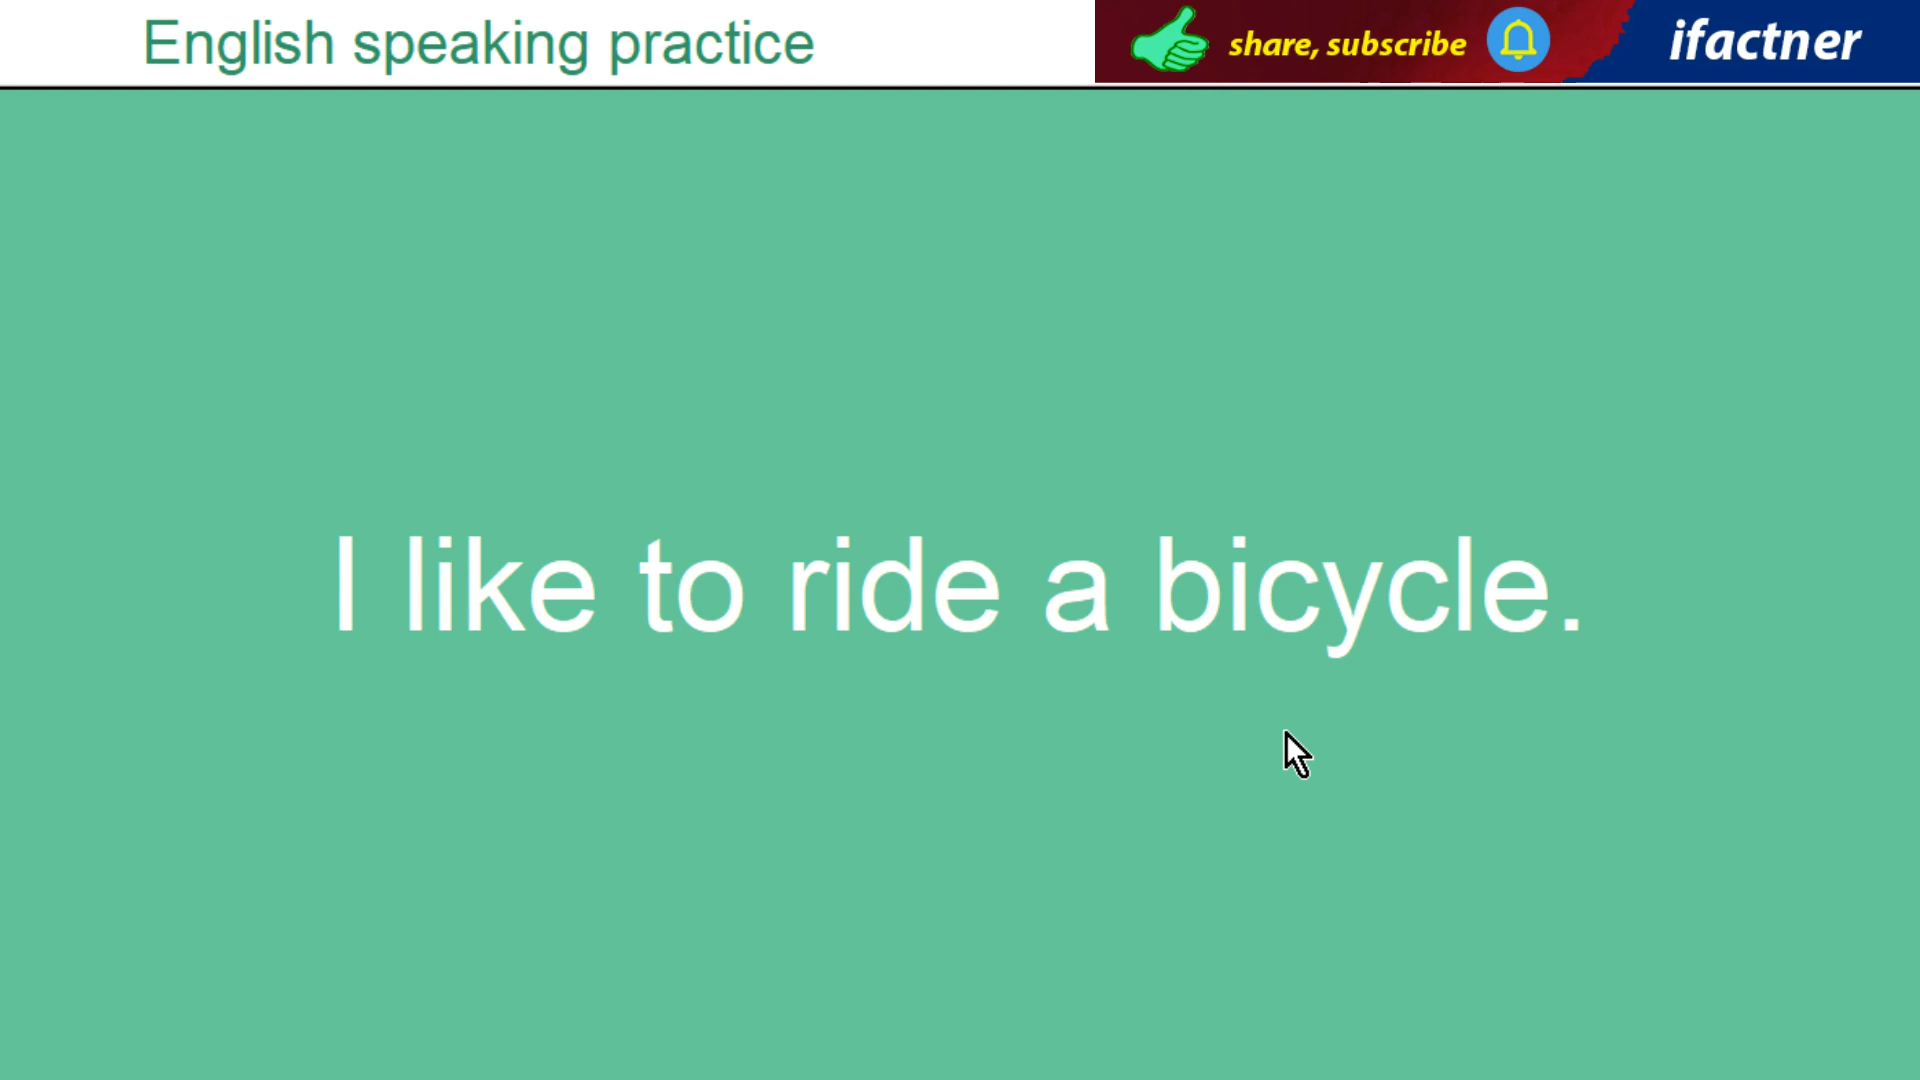 English speaking practice
share, subscribe
ifactner
I like to ride a bicycle.